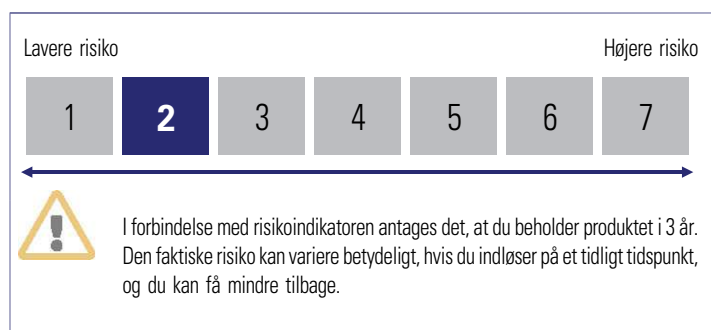 Lavere risiko Højere risiko
1 2 3 4 5 6 7
!
I forbindelse med risikoindikatoren antages det, at du beholder produktet i 3 år.
Den faktiske risiko kan variere betydeligt, hvis du indløser på et tidligt tidspunkt,
og du kan få mindre tilbage.